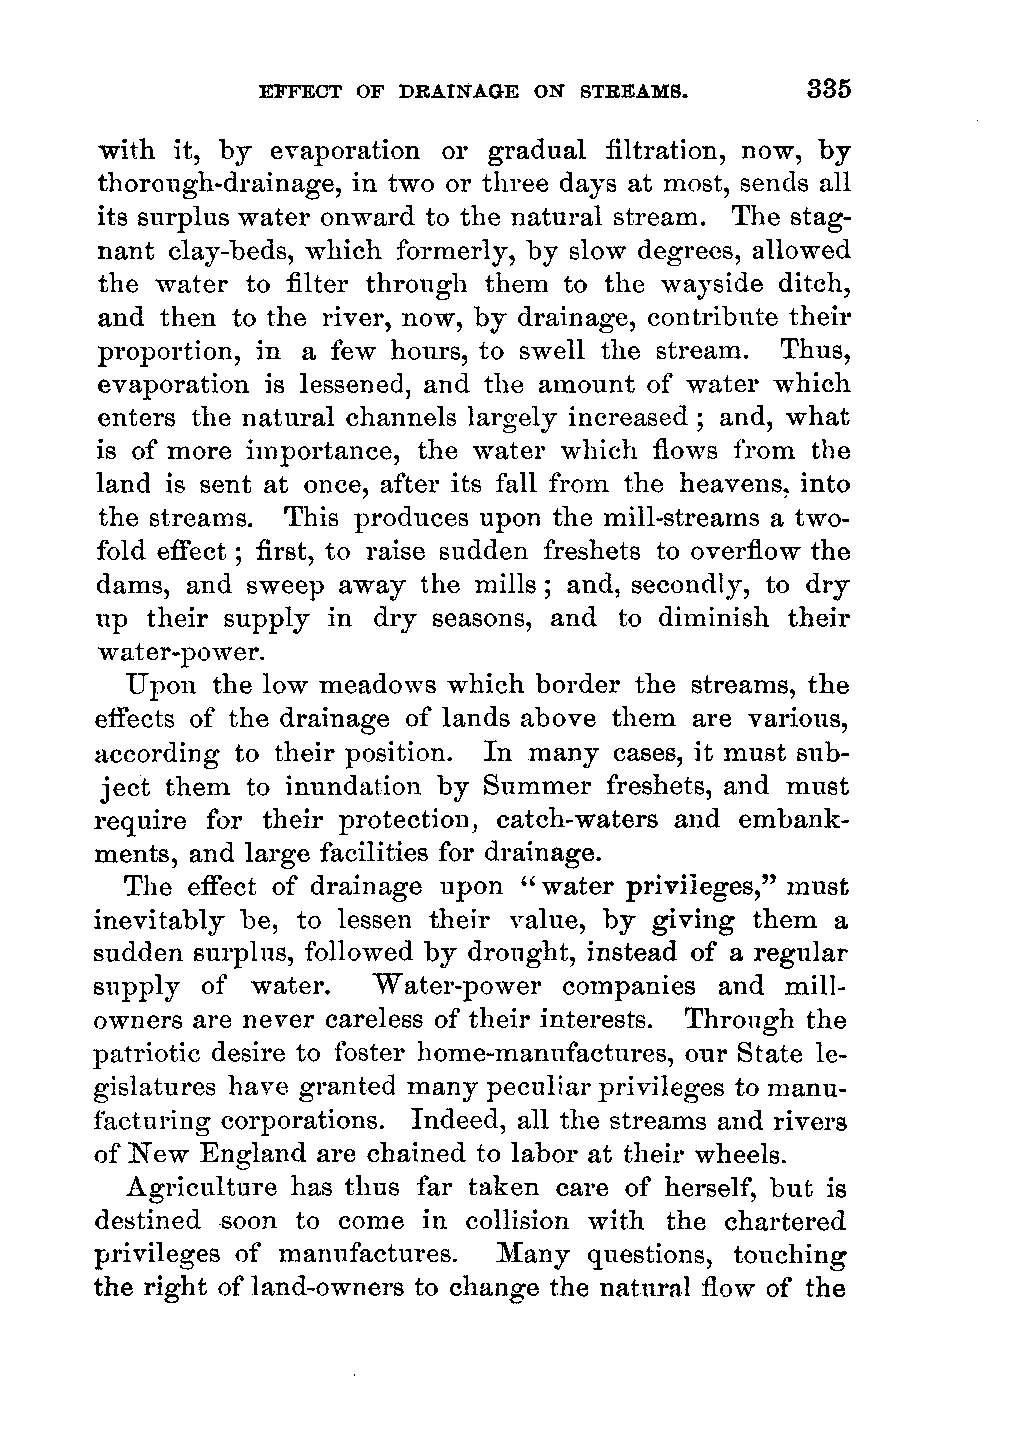 EFFECT OF DRAINAGE ON STREAMS. 335
with it, by evaporation or gradual filtration, now, by
thorough-drainage, in two or three days at most, sends all
its surplus water onward to the natural stream. The stag-
nant clay-beds, which formerly, by slow degrees, allowed
the water to filter through them to the wayside ditch,
and then to the river, now, by drainage, contribute their
proportion, in a few hours, to swell the stream. Thus,
evaporation is lessened, and the amount of water which
enters the natural channels largely increased ; and, what
is of more importance, the water which flows from the
land is sent at once, after its fall from the heavens, into
the streams. This produces upon the mill-streams a two-
fold effect ; first, to raise sudden freshets to overflow the
dams, and sweep away the mills ; and, secondly, to dry
up their supply in dry seasons, and to diminish their
water-power.
Upon the low meadows which border the streams, the
effects of the drainage of lands above them are various,
according to their position. In many cases, it must sub-
ject them to inundation by Summer freshets, and must
require for their protection, catch-waters and embank-
ments, and large facilities for drainage.
The effect of drainage upon “water privileges,” must
inevitably be, to lessen their value, by giving them a
sudden surplus, followed by drought, instead of a regular
supply of water. Water-power companies and mill-
owners are never careless of their interests. Through the
patriotic desire to foster home-manufactures, our State le-
gislatures have granted many peculiar privileges to manu-
facturing corporations. Indeed, all the streams and rivers
of New England are chained to labor at their wheels.
Agriculture has thus far taken care of herself, but is
destined soon to come in collision with the chartered
privileges of manufactures. Many questions, touching
the right of land-owners to change the natural flow of the